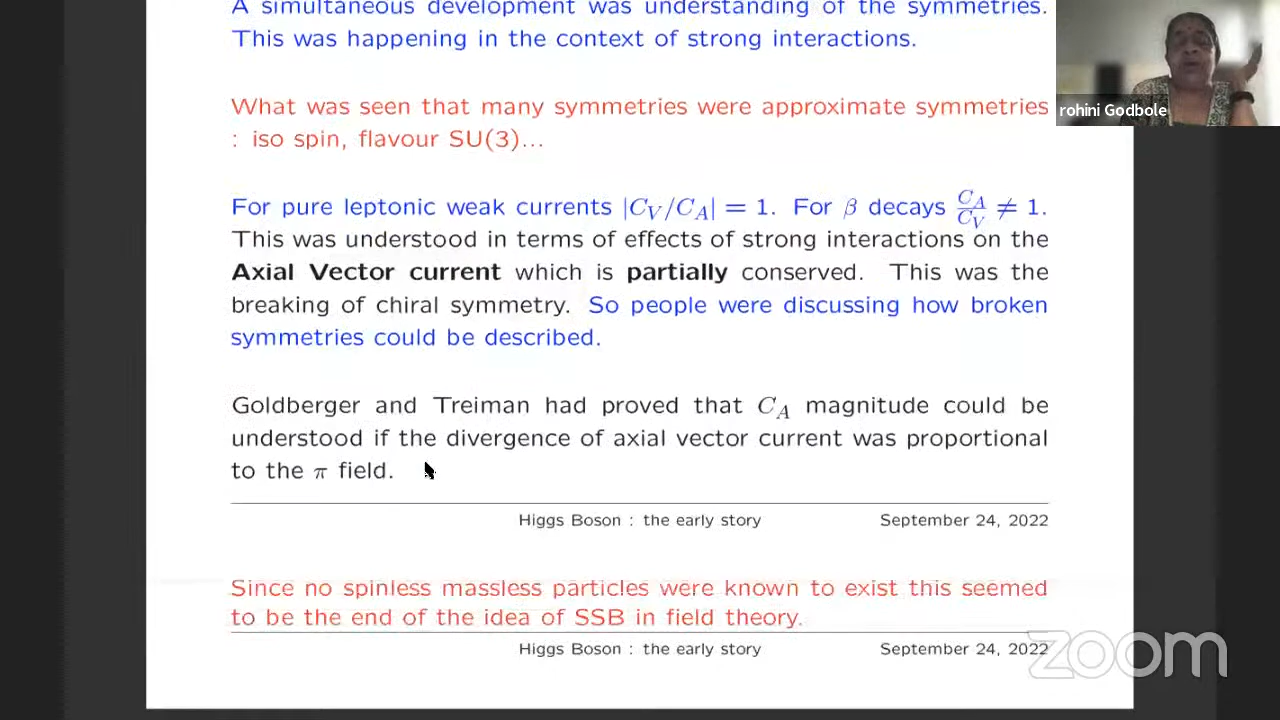 A simultaneous development was understanding of the symmetries.
This was happening in the context of strong interactions.
rohini Godbole
What was seen that many symmetries were approximate symmetries
: iso spin, flavour SU(3)...
For pure leptonic weak currents |C_V/C_A| = 1. For β decays C_A/C_V ≠ 1.
This was understood in terms of effects of strong interactions on the
Axial Vector current which is partially conserved. This was the
breaking of chiral symmetry. So people were discussing how broken
symmetries could be described.
Goldberger and Treiman had proved that C_A magnitude could be
understood if the divergence of axial vector current was proportional
to the π field.
Higgs Boson : the early story September 24, 2022
Since no spinless massless particles were known to exist this seemed
to be the end of the idea of SSB in field theory.
Higgs Boson : the early story September 24, 2022
zoom